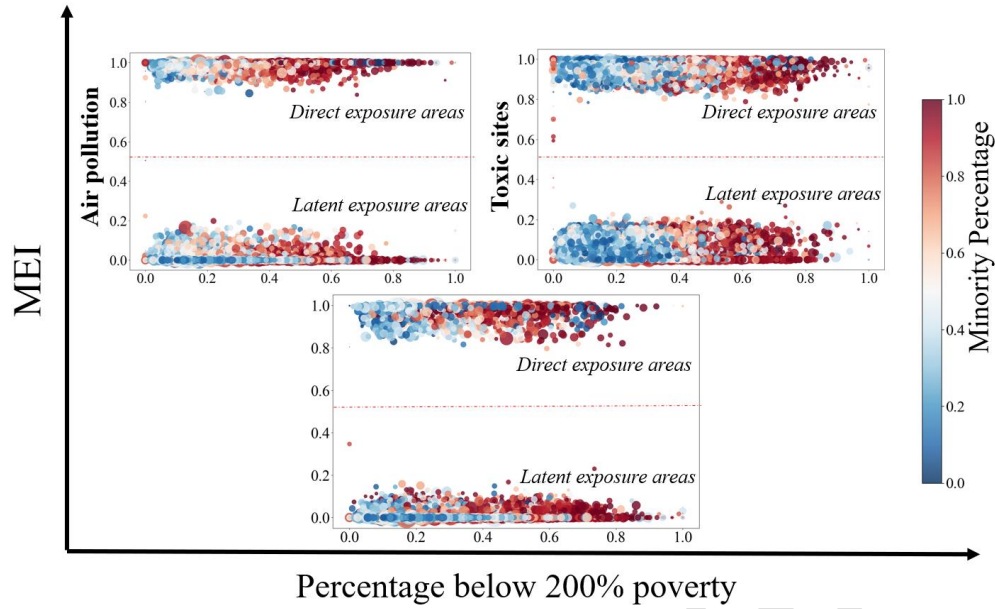 MEI
Air pollution
1.0
0.8
0.6
0.4
0.2
0.0
Direct exposure areas
Latent exposure areas
0.0 0.2 0.4 0.6 0.8 1.0
Toxic sites
1.0
0.8
0.6
0.4
0.2
0.0
Direct exposure areas
Latent exposure areas
0.0 0.2 0.4 0.6 0.8 1.0
1.0
0.8
0.6
0.4
0.2
0.0
Direct exposure areas
Latent exposure areas
0.0 0.2 0.4 0.6 0.8 1.0
1.0
0.8
0.6
0.4
0.2
0.0
Minority Percentage
Percentage below 200% poverty